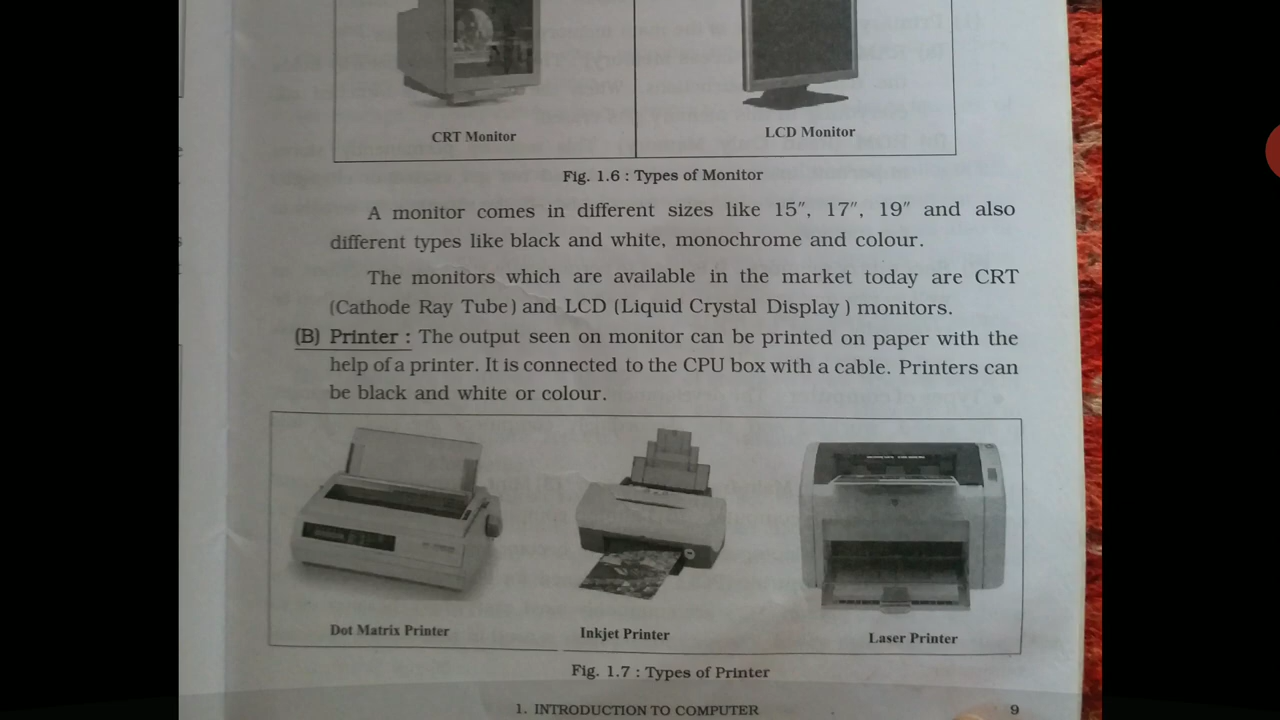 CRT Monitor
LCD Monitor
Fig. 1.6 : Types of Monitor
A monitor comes in different sizes like 15″, 17″, 19″ and also
different types like black and white, monochrome and colour.
The monitors which are available in the market today are CRT
(Cathode Ray Tube) and LCD (Liquid Crystal Display ) monitors.
(B) Printer : The output seen on monitor can be printed on paper with the
help of a printer. It is connected to the CPU box with a cable. Printers can
be black and white or colour.
Dot Matrix Printer
Inkjet Printer
Laser Printer
Fig. 1.7 : Types of Printer
1. INTRODUCTION TO COMPUTER
9